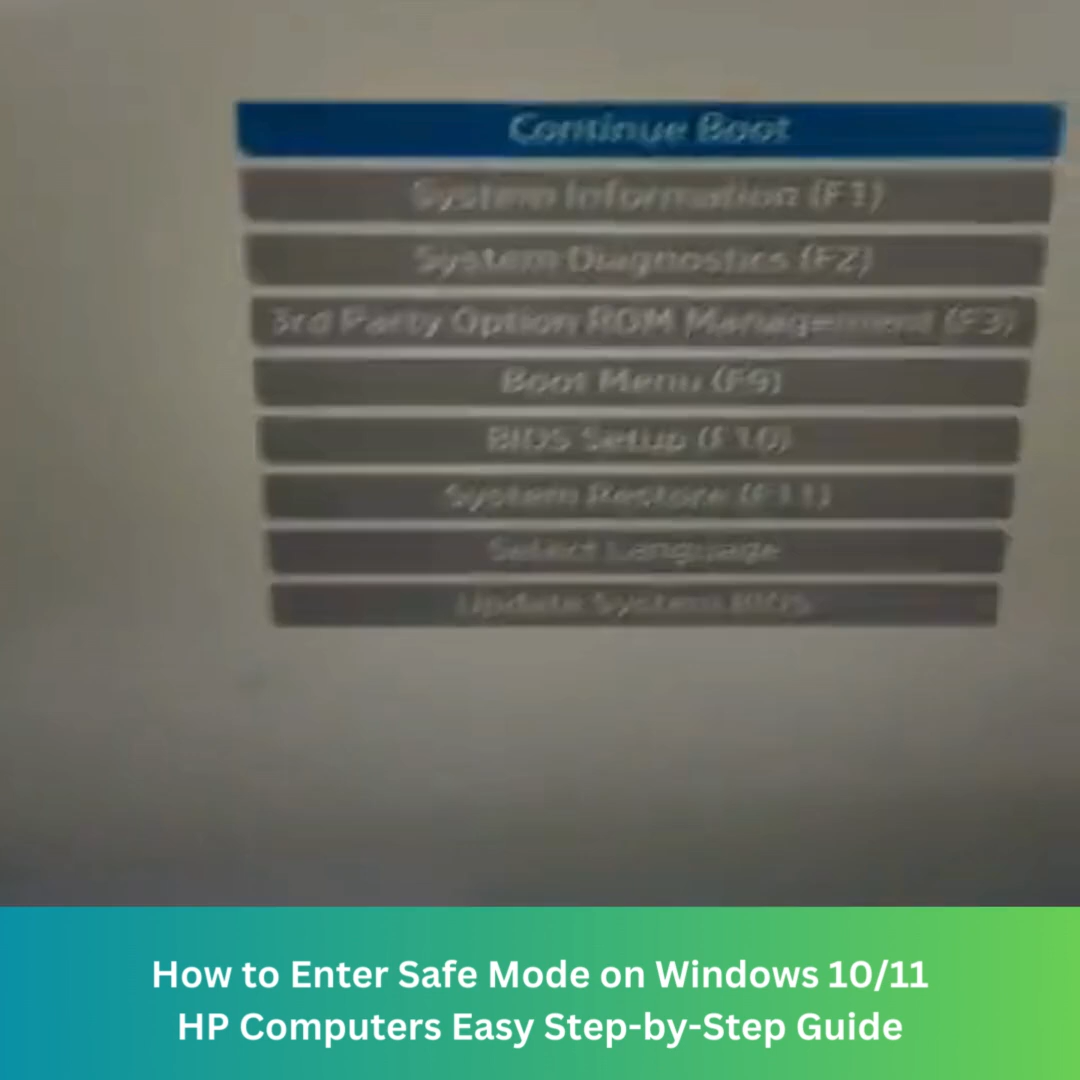 Continue Boot
System Information (F1)
System Diagnostics (F2)
3rd Party Option ROM Management (F3)
Boot Menu (F9)
BIOS Setup (F10)
System Restore (F11)
Select Language
Update System BIOS
How to Enter Safe Mode on Windows 10/11
HP Computers Easy Step-by-Step Guide